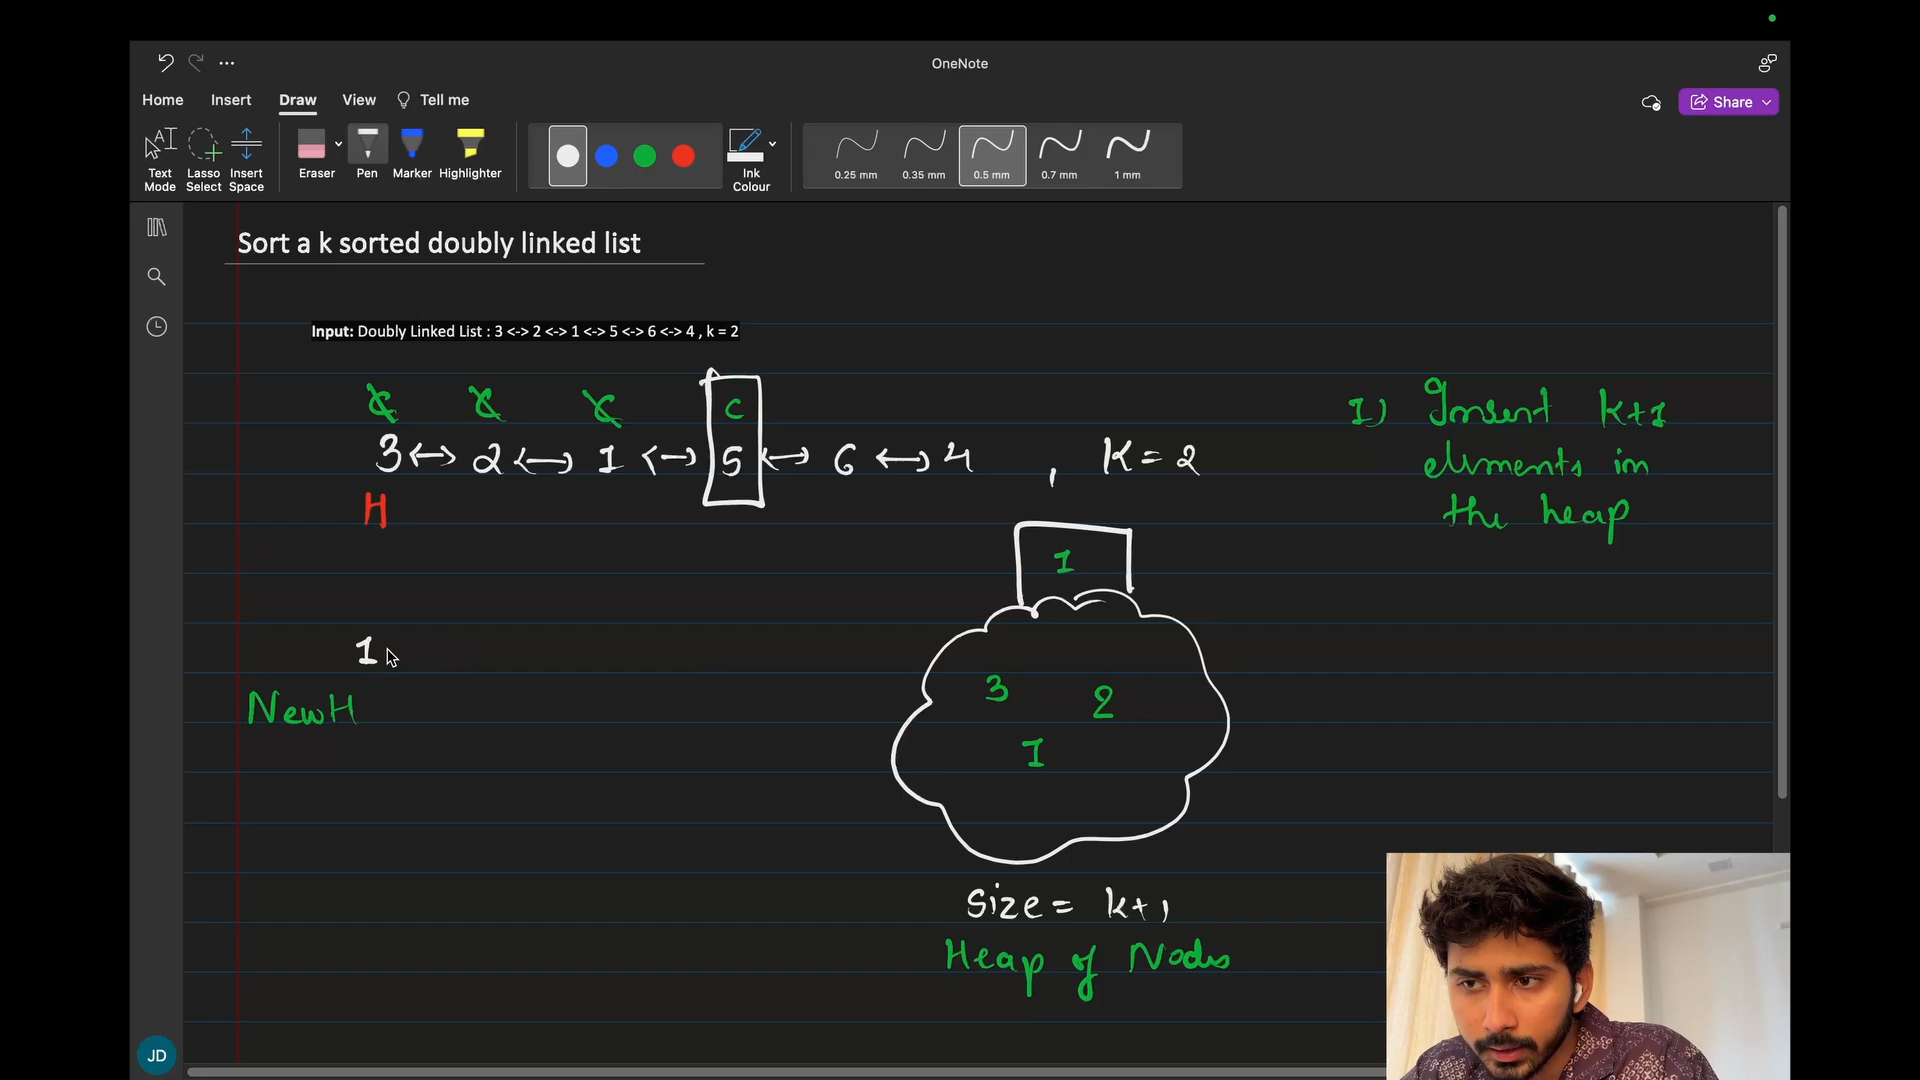 OneNote
Home Insert Draw View Tell me
Share
Text Mode
Lasso Select
Insert Space
Eraser
Pen
Marker
Highlighter
Ink Colour
0.25 mm
0.35 mm
0.5 mm
0.7 mm
1 mm
Sort a k sorted doubly linked list
Input: Doubly Linked List : 3 <-> 2 <-> 1 <-> 5 <-> 6 <-> 4 , k = 2
C C C C
3 ↔ 2 ↔ 1 ↔ 5 ↔ 6 ↔ 4 , K = 2
H
1) Insert k+1
elements in
the heap
1
1
NewH
3 2
1
Size = k+1
Heap of Nodes
JD